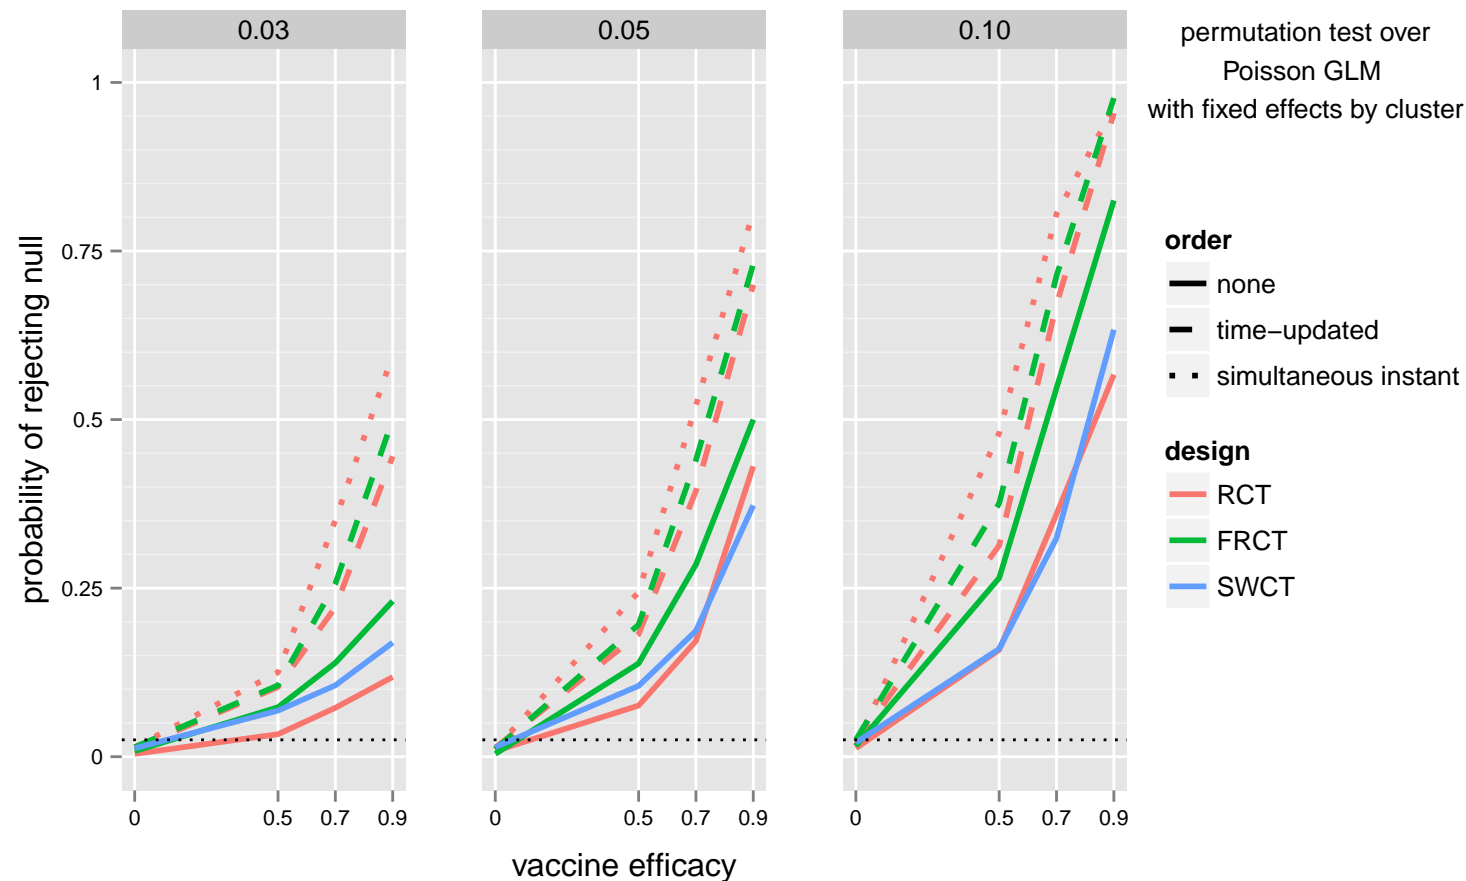 0.03
0.05
0.10
permutation test over
Poisson GLM
with fixed effects by cluster
probability of rejecting null
1
0.75
0.5
0.25
0
0 0.5 0.7 0.9
0 0.5 0.7 0.9
0 0.5 0.7 0.9
vaccine efficacy
order
none
time−updated
simultaneous instant
design
RCT
FRCT
SWCT